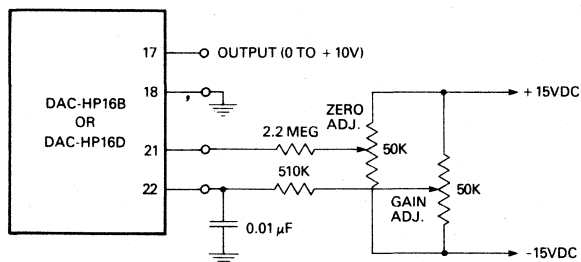 17
OUTPUT (0 TO + 10V)
18
DAC-HP16B
OR
DAC-HP16D
21
22
2.2 MEG
510K
0.01 µF
ZERO
ADJ.
50K
GAIN
ADJ.
50K
+ 15VDC
-15VDC